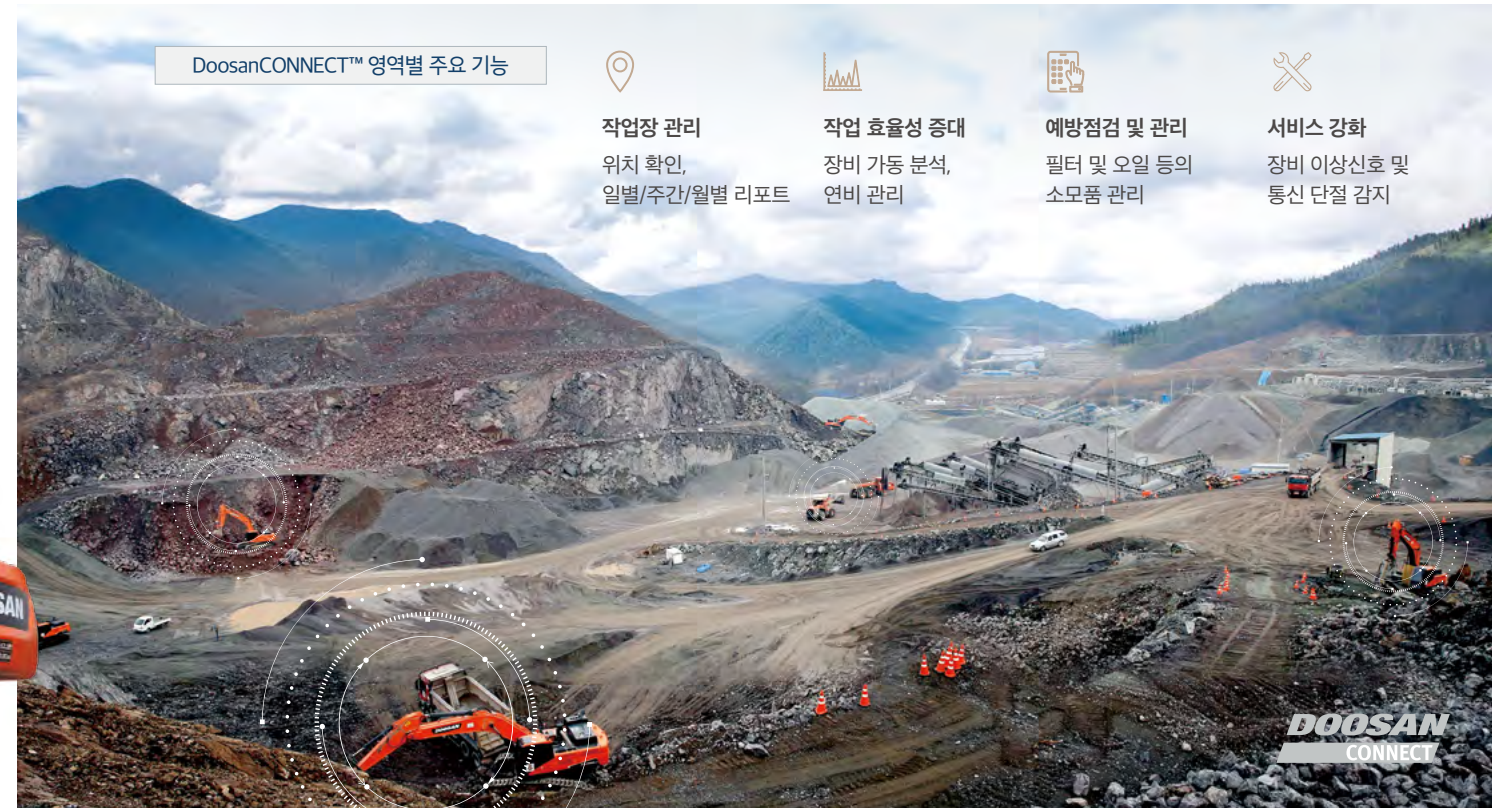 DoosanCONNECT™ 영역별 주요 기능
작업장 관리
위치 확인,
일별/주간/월별 리포트
작업 효율성 증대
장비 가동 분석,
연비 관리
예방점검 및 관리
필터 및 오일 등의
소모품 관리
서비스 강화
장비 이상신호 및
통신 단절 감지
DOOSAN
DOOSAN
CONNECT